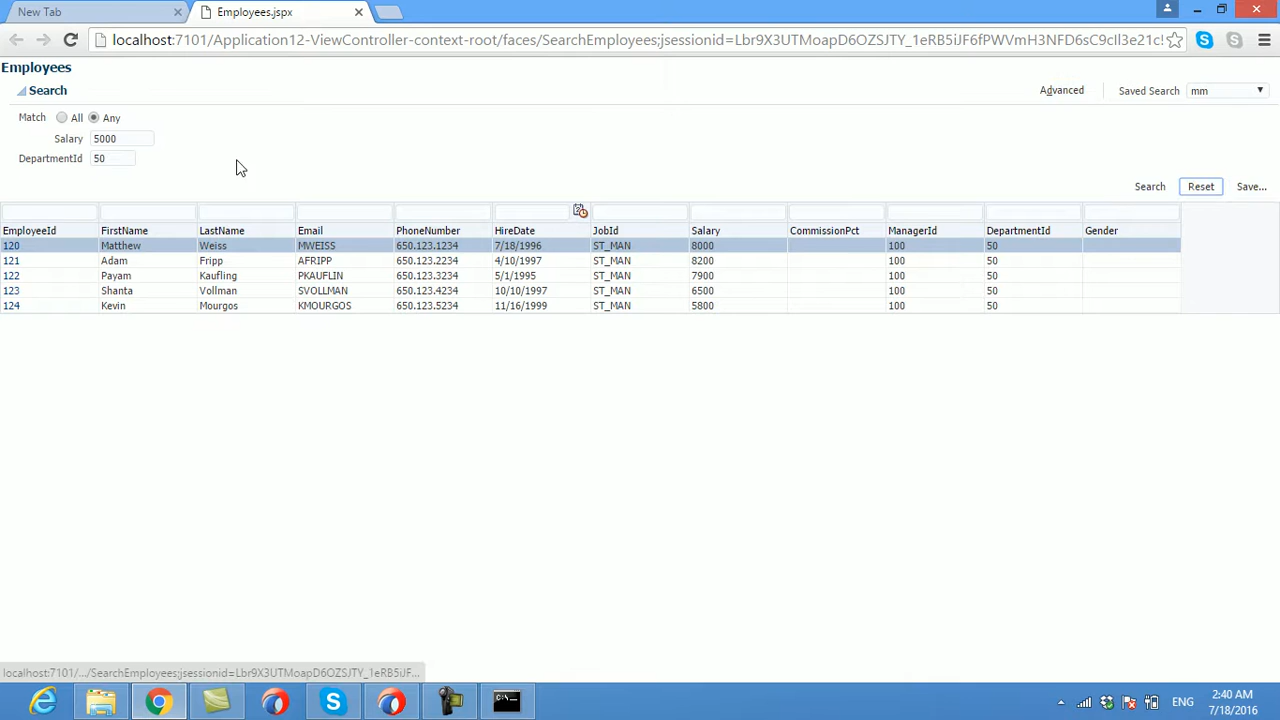 New Tab
Employees.jspx
localhost:7101/Application12-ViewController-context-root/faces/SearchEmployees;jsessionid=Lbr9X3UTMoapD6OZSJTY_1eRB5iJF6fPWVmH3NFD6sC9cIl3e21c!
Employees
Search
Advanced
Saved Search mm
Match All Any
Salary 5000
DepartmentId 50
Search Reset Save...
EmployeeId FirstName LastName Email PhoneNumber HireDate JobId Salary CommissionPct ManagerId DepartmentId Gender
120 Matthew Weiss MWEISS 650.123.1234 7/18/1996 ST_MAN 8000 100 50
121 Adam Fripp AFRIPP 650.123.2234 4/10/1997 ST_MAN 8200 100 50
122 Payam Kaufling PKAUFLIN 650.123.3234 5/1/1995 ST_MAN 7900 100 50
123 Shanta Vollman SVOLLMAN 650.123.4234 10/10/1997 ST_MAN 6500 100 50
124 Kevin Mourgos KMOURGOS 650.123.5234 11/16/1999 ST_MAN 5800 100 50
localhost:7101/.../SearchEmployees;jsessionid=Lbr9X3UTMoapD6OZSJTY_1eRB5iJF...
ENG
2:40 AM
7/18/2016